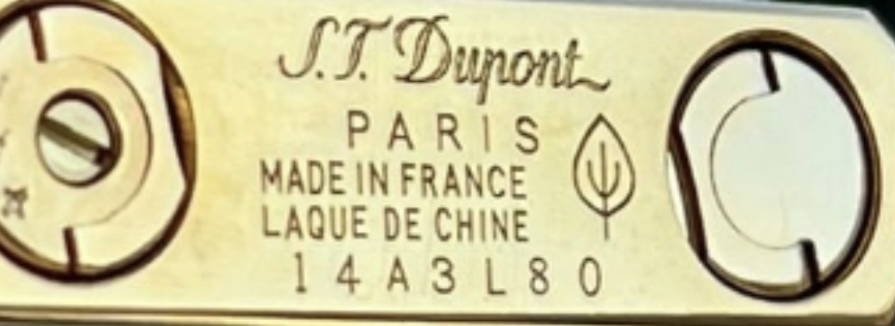 S.T. Dupont
PARIS
MADE IN FRANCE
LAQUE DE CHINE
14A3L80